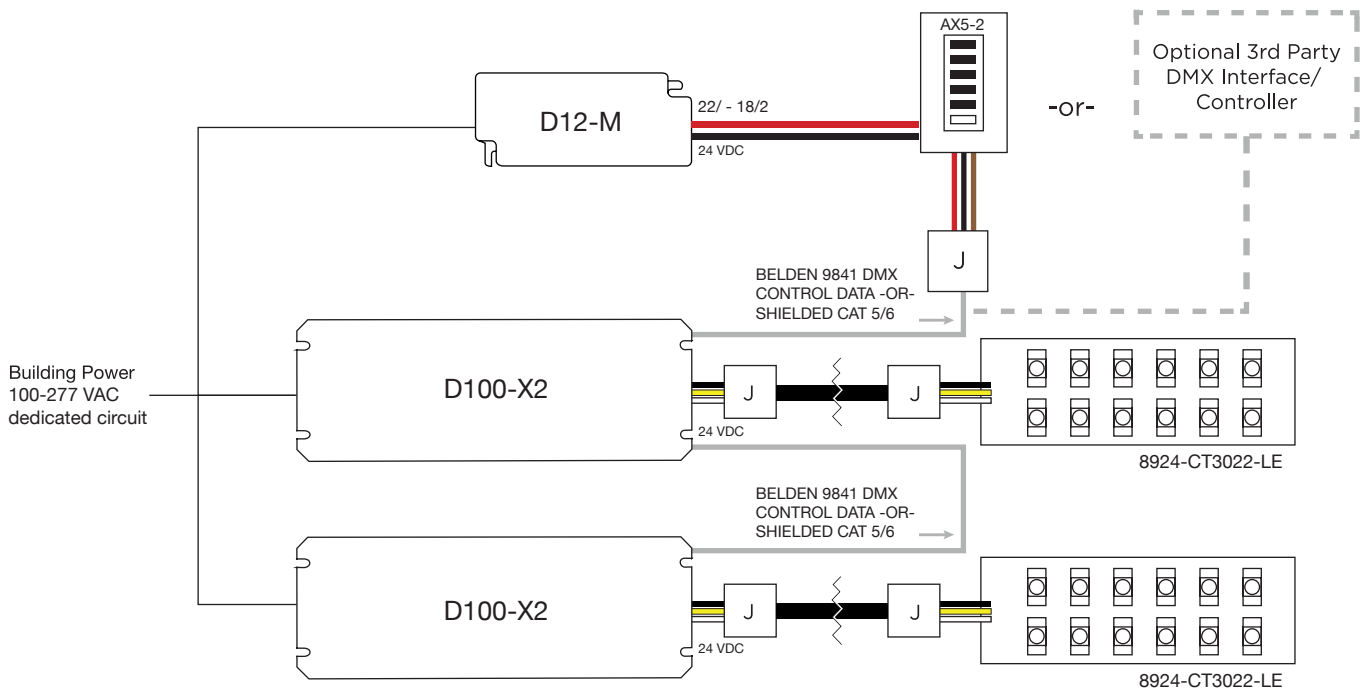 AX5-2
Optional 3rd Party
DMX Interface/
Controller
-or-
D12-M
22/ - 18/2
24 VDC
J
BELDEN 9841 DMX
CONTROL DATA -OR-
SHIELDED CAT 5/6
Building Power
100-277 VAC
dedicated circuit
D100-X2
J
J
24 VDC
8924-CT3022-LE
BELDEN 9841 DMX
CONTROL DATA -OR-
SHIELDED CAT 5/6
D100-X2
J
J
24 VDC
8924-CT3022-LE